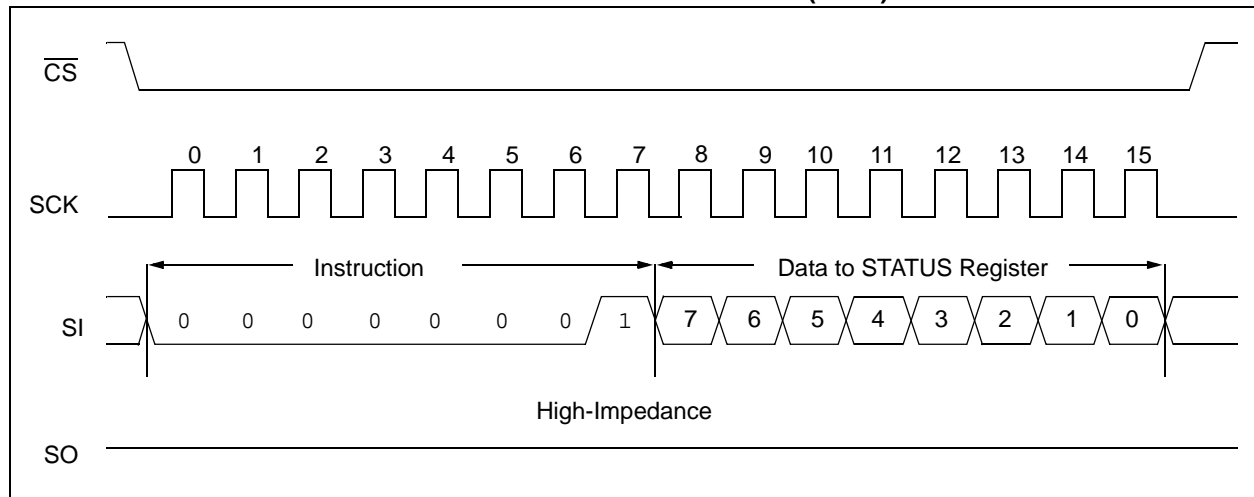 CS
0 1 2 3 4 5 6 7 8 9 10 11 12 13 14 15
SCK
Instruction Data to STATUS Register
SI 0 0 0 0 0 0 0 1 7 6 5 4 3 2 1 0
High-Impedance
SO